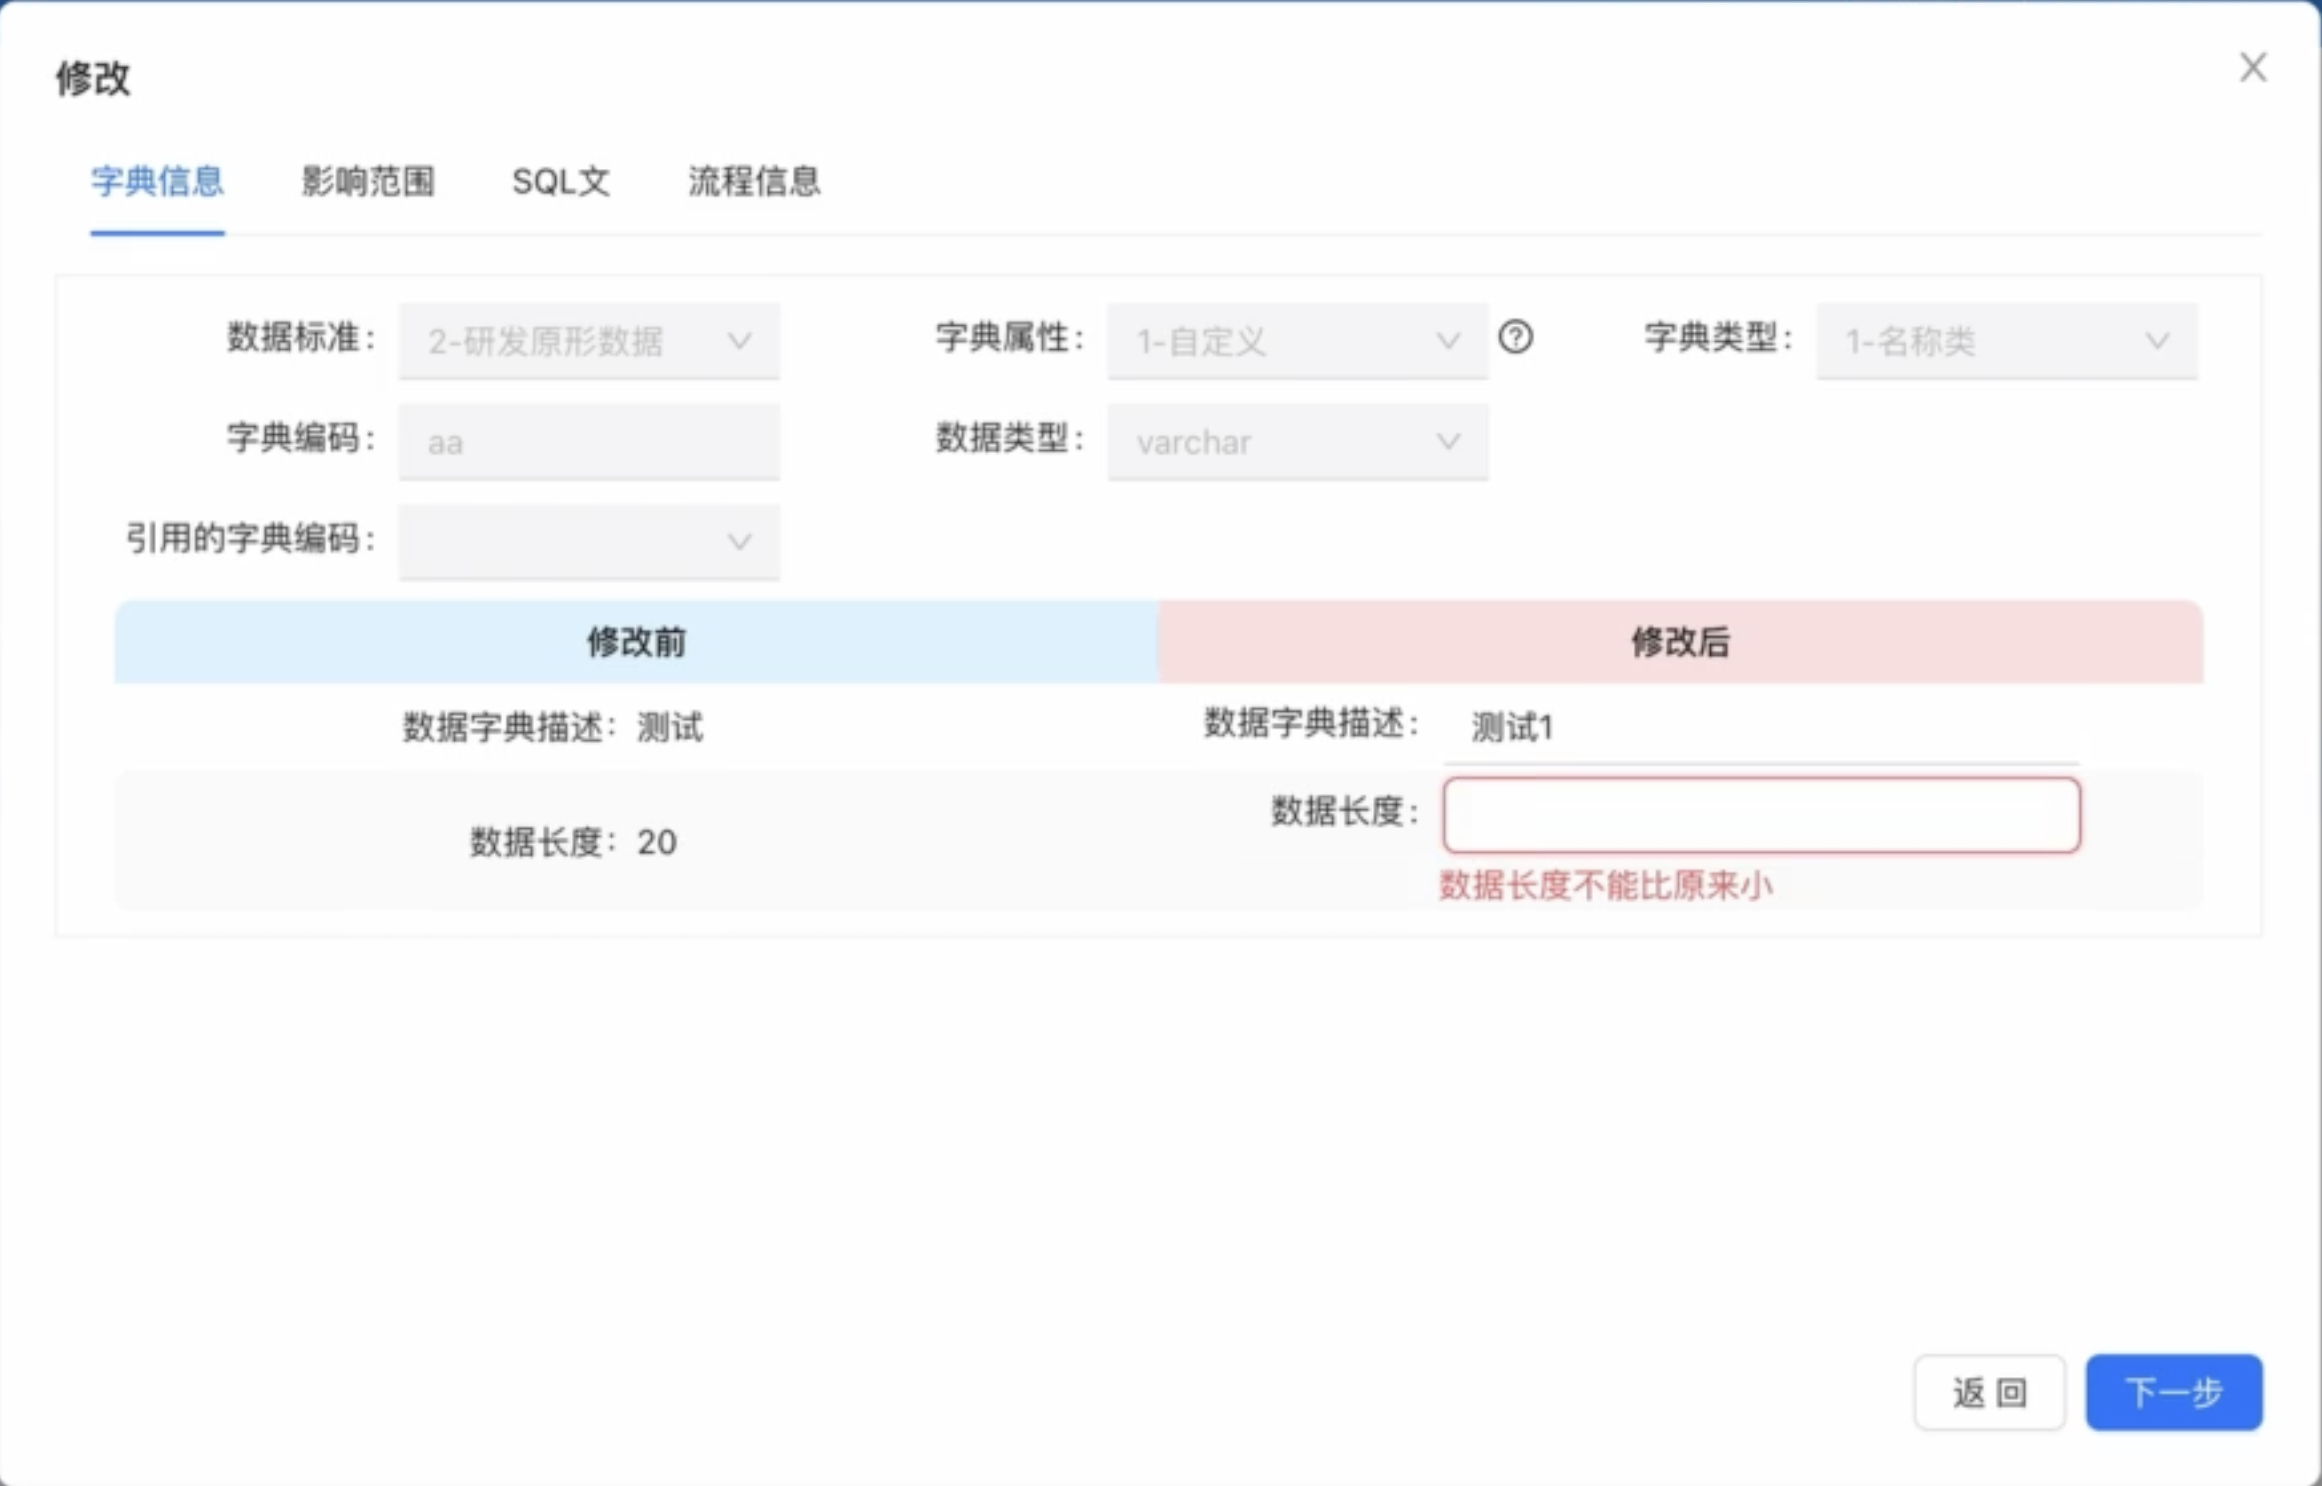 修改
字典信息 影响范围 SQL文 流程信息
数据标准: 2-研发原形数据 字典属性: 1-自定义 字典类型: 1-名称类
字典编码: aa 数据类型: varchar
引用的字典编码:
修改前 修改后
数据字典描述: 测试 数据字典描述: 测试1
数据长度: 20 数据长度:
数据长度不能比原来小
返 回 下一步